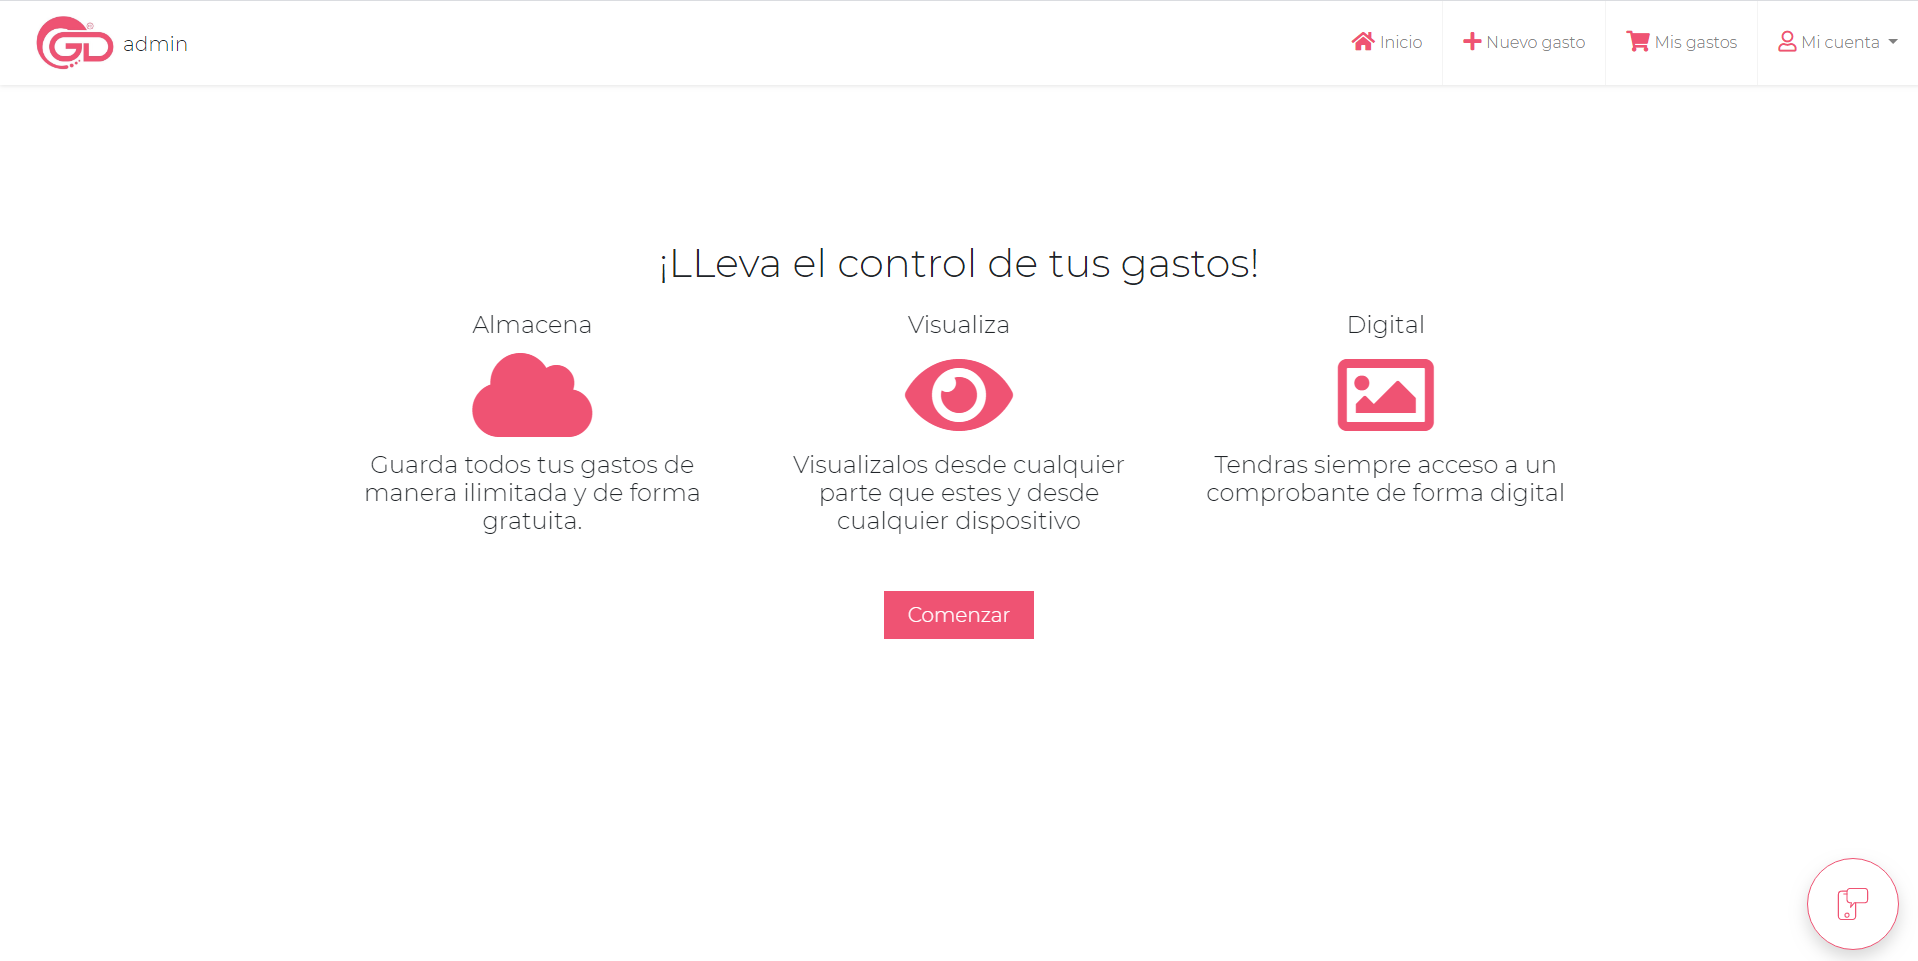 GD® admin
Inicio
Nuevo gasto
Mis gastos
Mi cuenta
¡LLeva el control de tus gastos!
Almacena
Guarda todos tus gastos de
manera ilimitada y de forma
gratuita.
Visualiza
Visualizalos desde cualquier
parte que estes y desde
cualquier dispositivo
Digital
Tendras siempre acceso a un
comprobante de forma digital
Comenzar